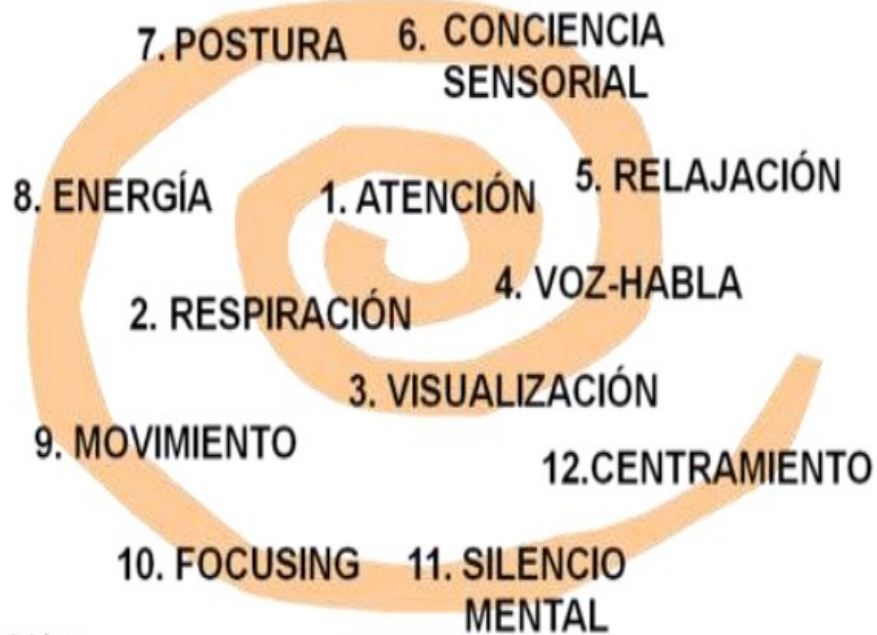 7. POSTURA
6. CONCIENCIA
SENSORIAL
8. ENERGÍA
1. ATENCIÓN
5. RELAJACIÓN
4. VOZ-HABLA
2. RESPIRACIÓN
3. VISUALIZACIÓN
9. MOVIMIENTO
12.CENTRAMIENTO
10. FOCUSING
11. SILENCIO
MENTAL